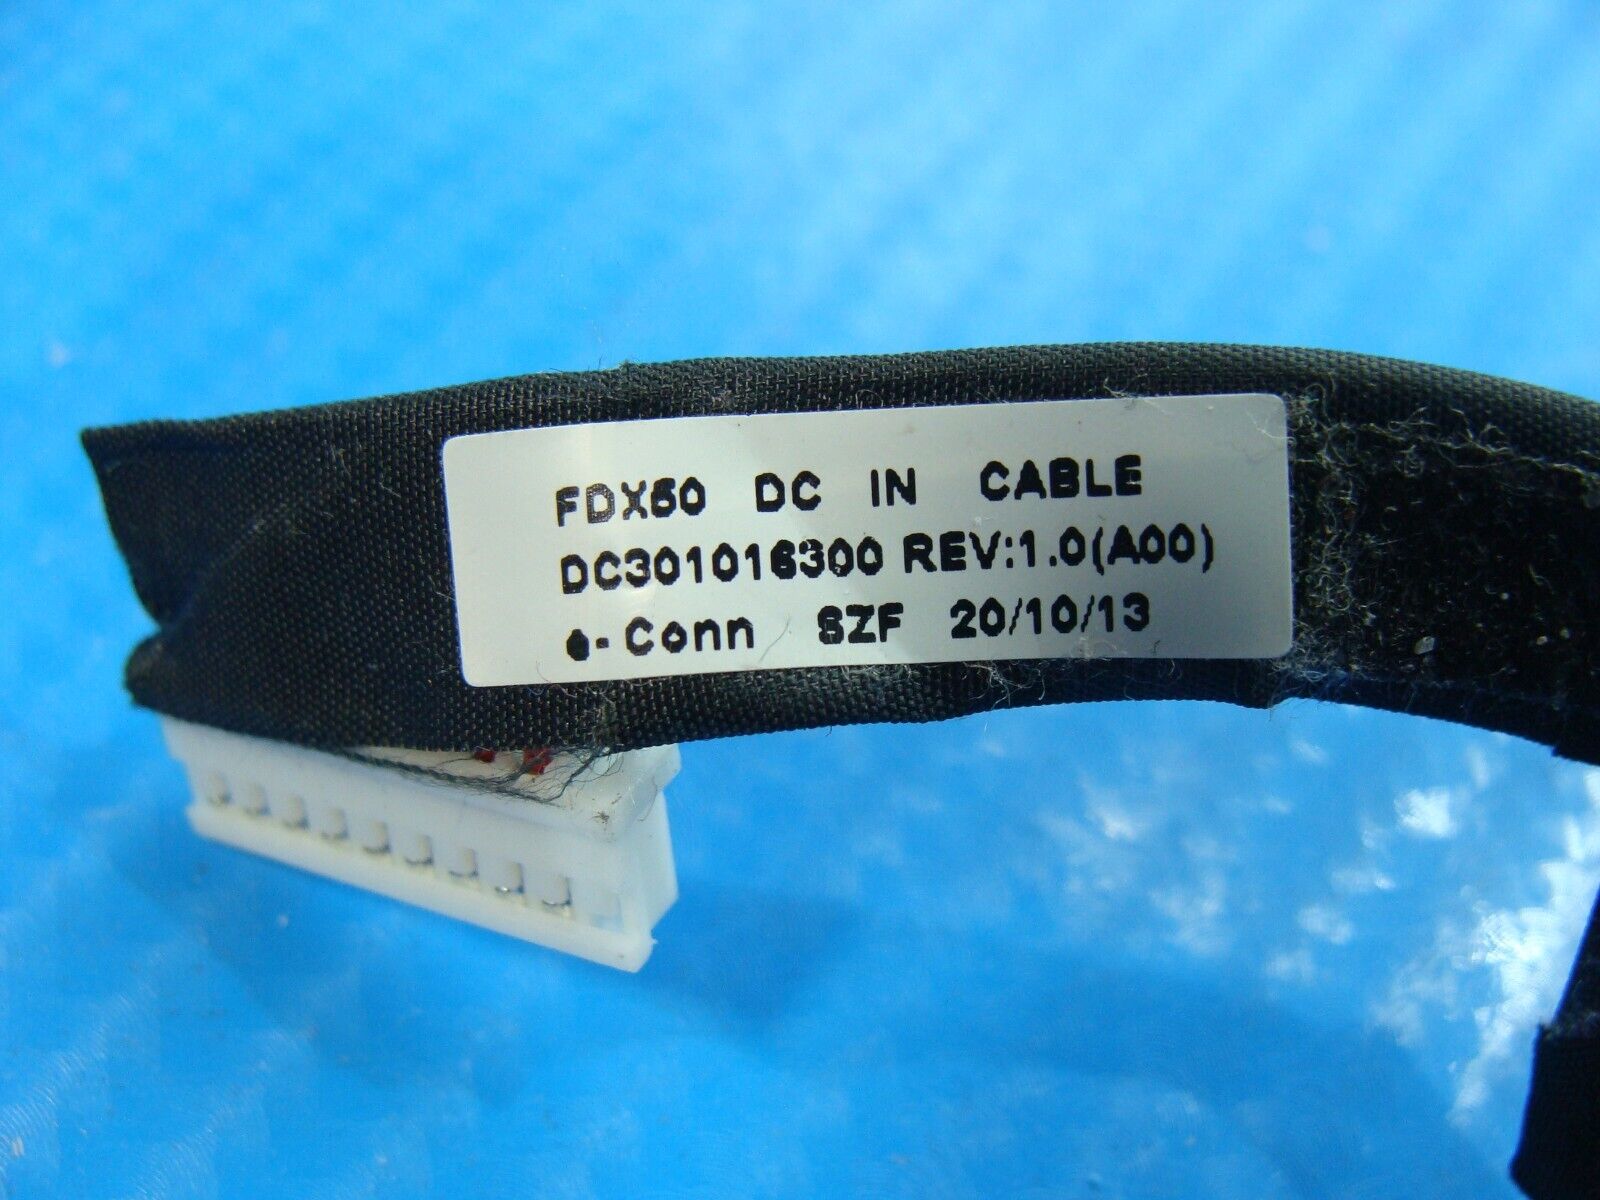 FDX50 DC IN CABLE
DC301016300 REV:1.0(A00)
e-Conn SZF 20/10/13